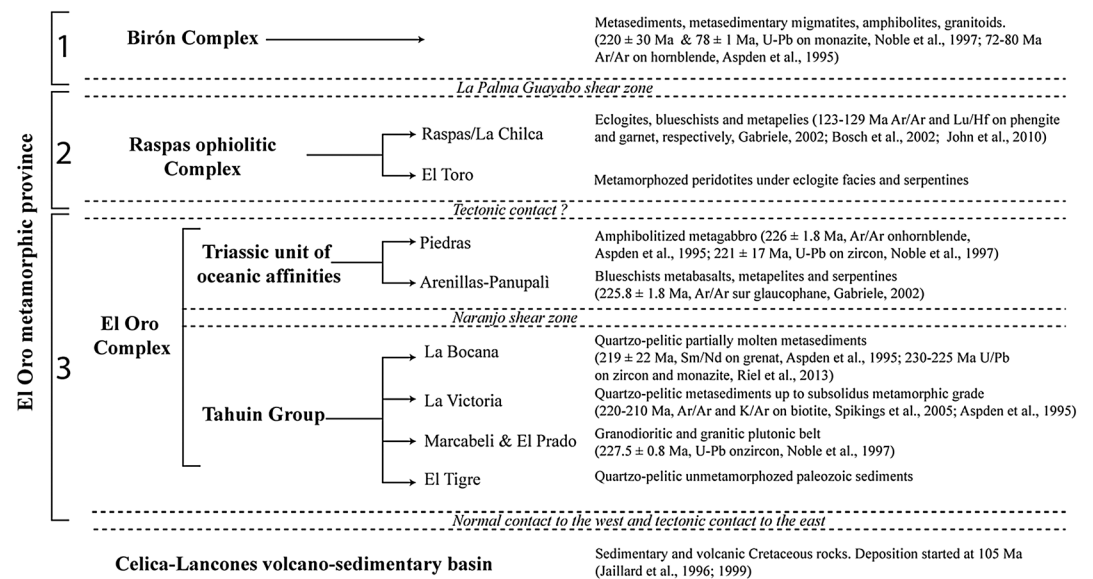 El Oro metamorphic province
1
Birón Complex
Metasediments, metasedimentary migmatites, amphibolites, granitoids.
(220 ± 30 Ma & 78 ± 1 Ma, U-Pb on monazite, Noble et al., 1997; 72-80 Ma
Ar/Ar on hornblende, Aspden et al., 1995)
La Palma Guayabo shear zone
2
Raspas ophiolitic
Complex
Raspas/La Chilca
Eclogites, blueschists and metapelies (123-129 Ma Ar/Ar and Lu/Hf on phengite
and garnet, respectively, Gabriele, 2002; Bosch et al., 2002; John et al., 2010)
El Toro
Metamorphozed peridotites under eclogite facies and serpentines
Tectonic contact ?
3
El Oro
Complex
Triassic unit of
oceanic affinities
Piedras
Amphibolitized metagabbro (226 ± 1.8 Ma, Ar/Ar onhornblende,
Aspden et al., 1995; 221 ± 17 Ma, U-Pb on zircon, Noble et al., 1997)
Arenillas-Panupalì
Blueschists metabasalts, metapelites and serpentines
(225.8 ± 1.8 Ma, Ar/Ar sur glaucophane, Gabriele, 2002)
Naranjo shear zone
Tahuin Group
La Bocana
Quartzo-pelitic partially molten metasediments
(219 ± 22 Ma, Sm/Nd on grenat, Aspden et al., 1995; 230-225 Ma U/Pb
on zircon and monazite, Riel et al., 2013)
La Victoria
Quartzo-pelitic metasediments up to subsolidus metamorphic grade
(220-210 Ma, Ar/Ar and K/Ar on biotite, Spikings et al., 2005; Aspden et al., 1995)
Marcabeli & El Prado
Granodioritic and granitic plutonic belt
(227.5 ± 0.8 Ma, U-Pb onzircon, Noble et al., 1997)
El Tigre
Quartzo-pelitic unmetamorphozed paleozoic sediments
Normal contact to the west and tectonic contact to the east
Celica-Lancones volcano-sedimentary basin
Sedimentary and volcanic Cretaceous rocks. Deposition started at 105 Ma
(Jaillard et al., 1996; 1999)